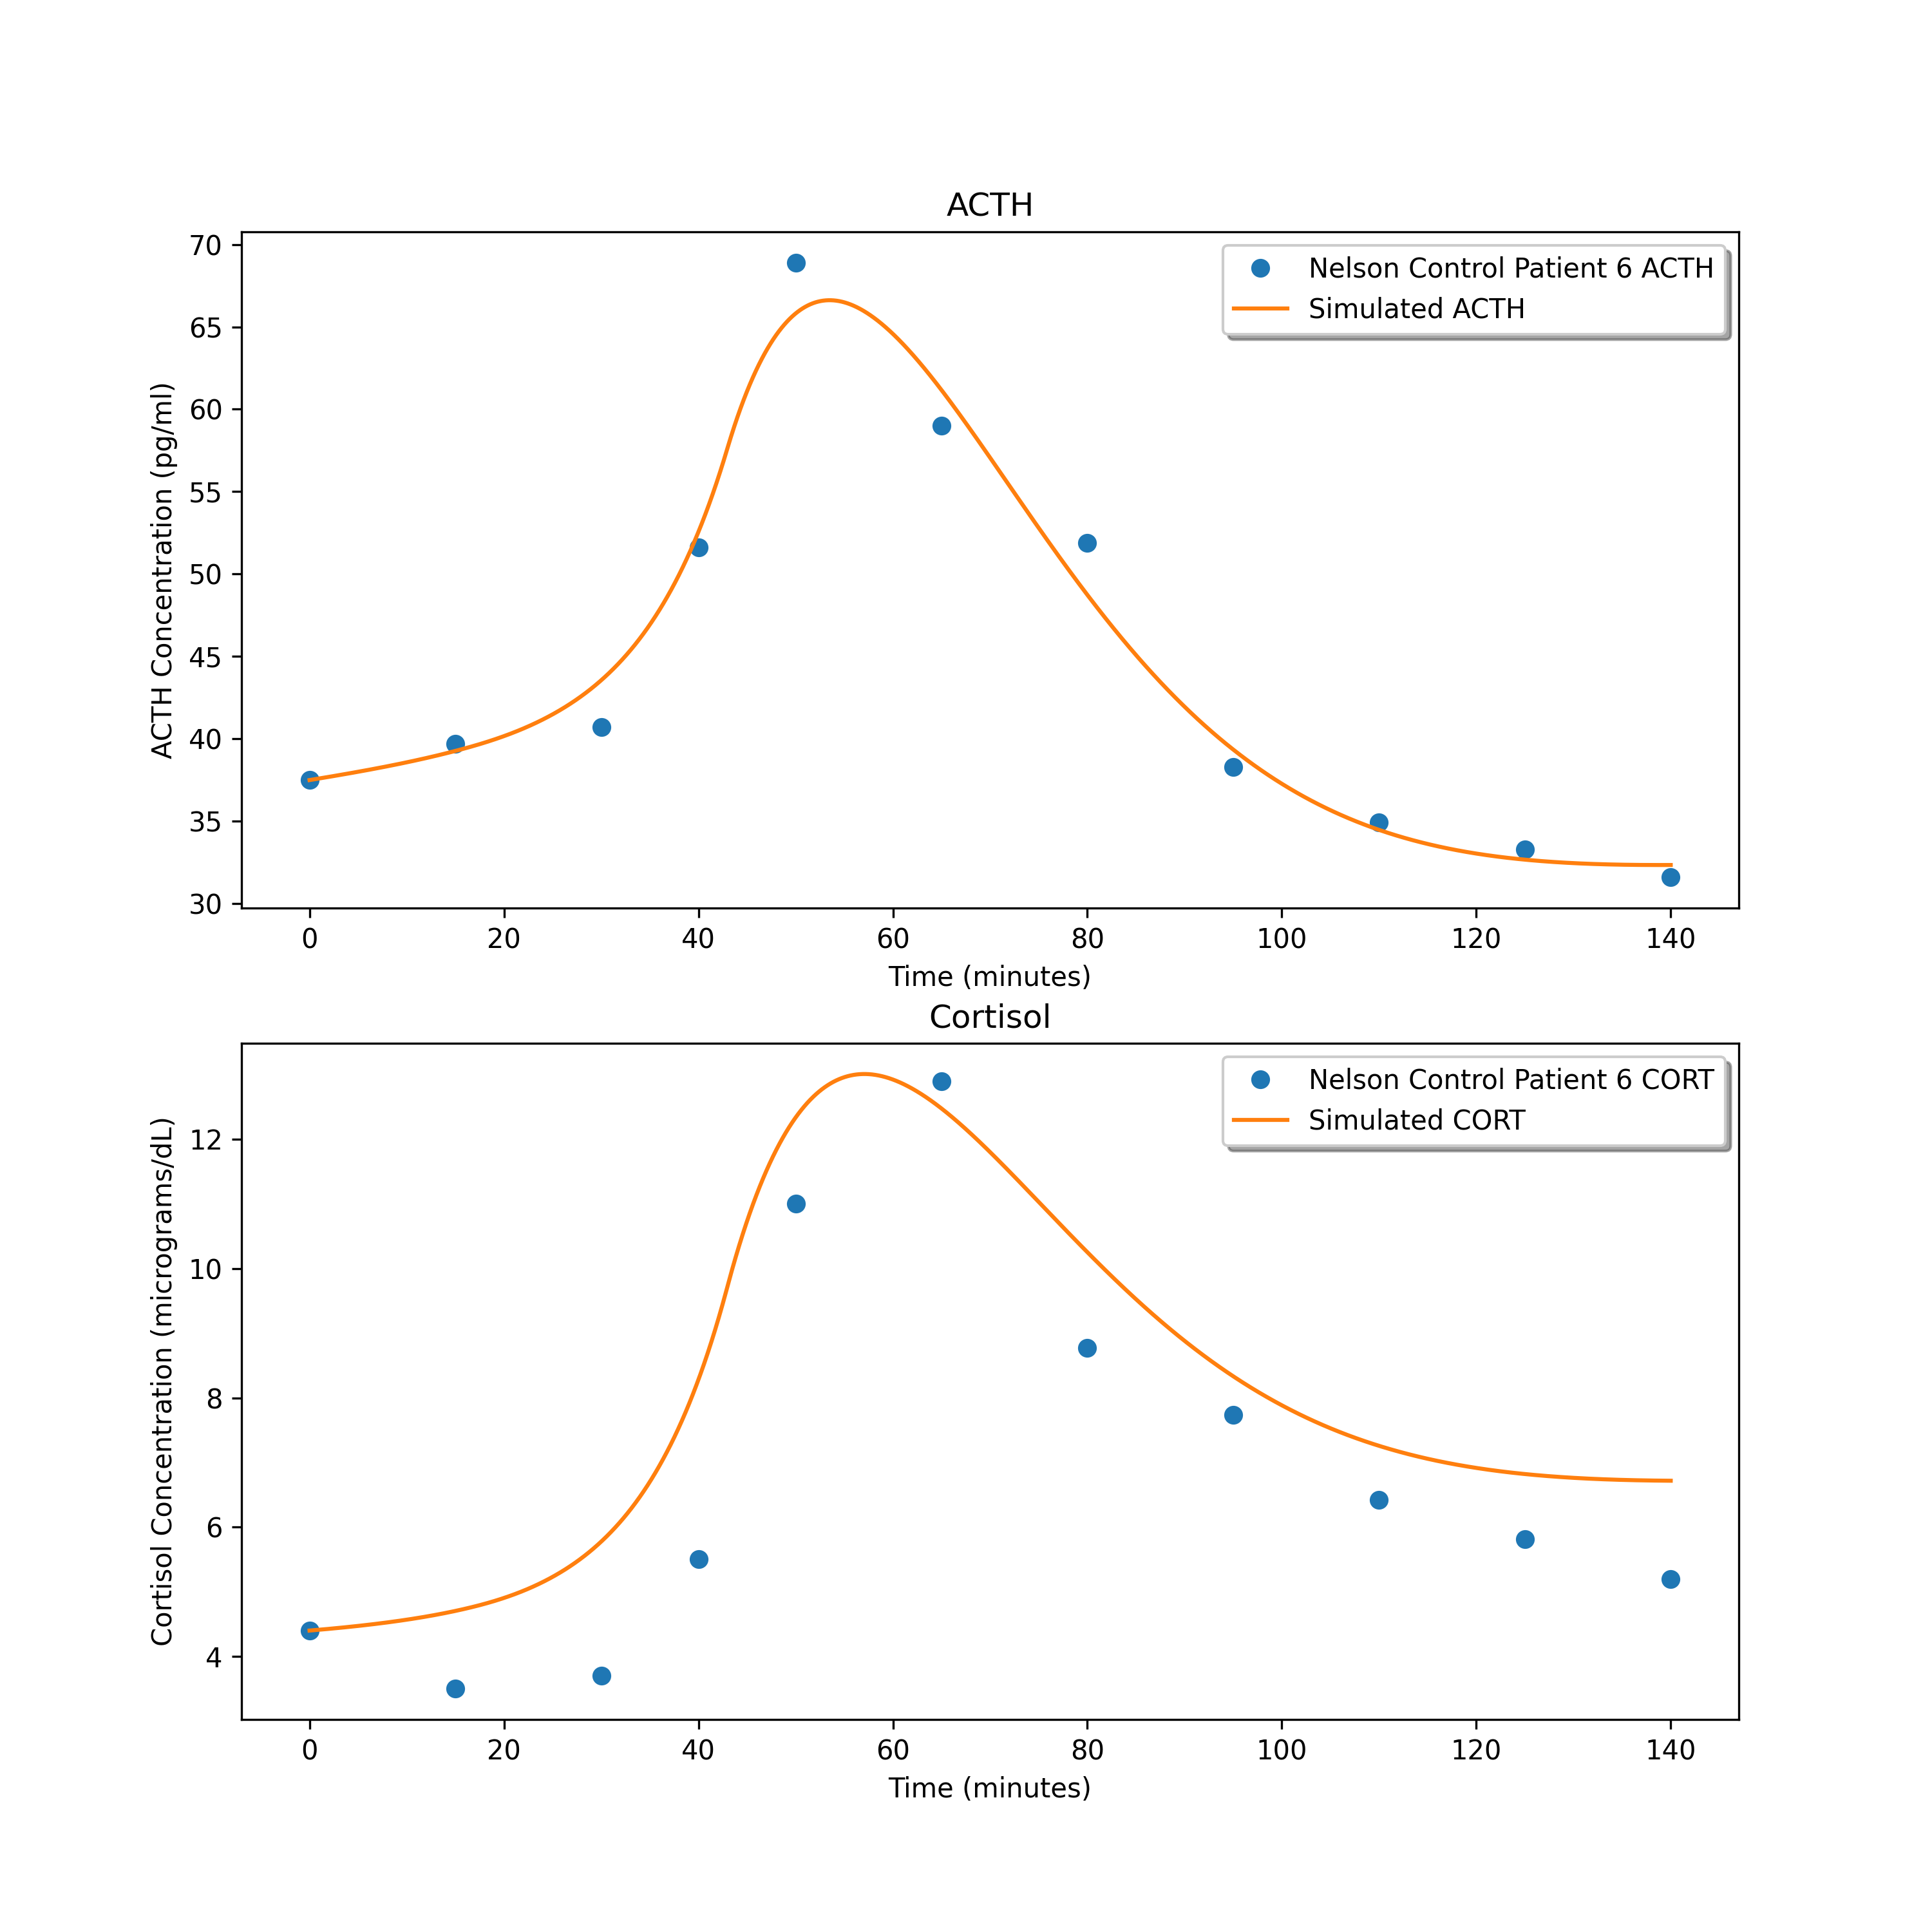 ACTH
70
65
60
55
50
45
40
35
30
ACTH Concentration (pg/ml)
Nelson Control Patient 6 ACTH
Simulated ACTH
0 20 40 60 80 100 120 140
Time (minutes)
Cortisol
12
10
8
6
4
Cortisol Concentration (micrograms/dL)
Nelson Control Patient 6 CORT
Simulated CORT
0 20 40 60 80 100 120 140
Time (minutes)